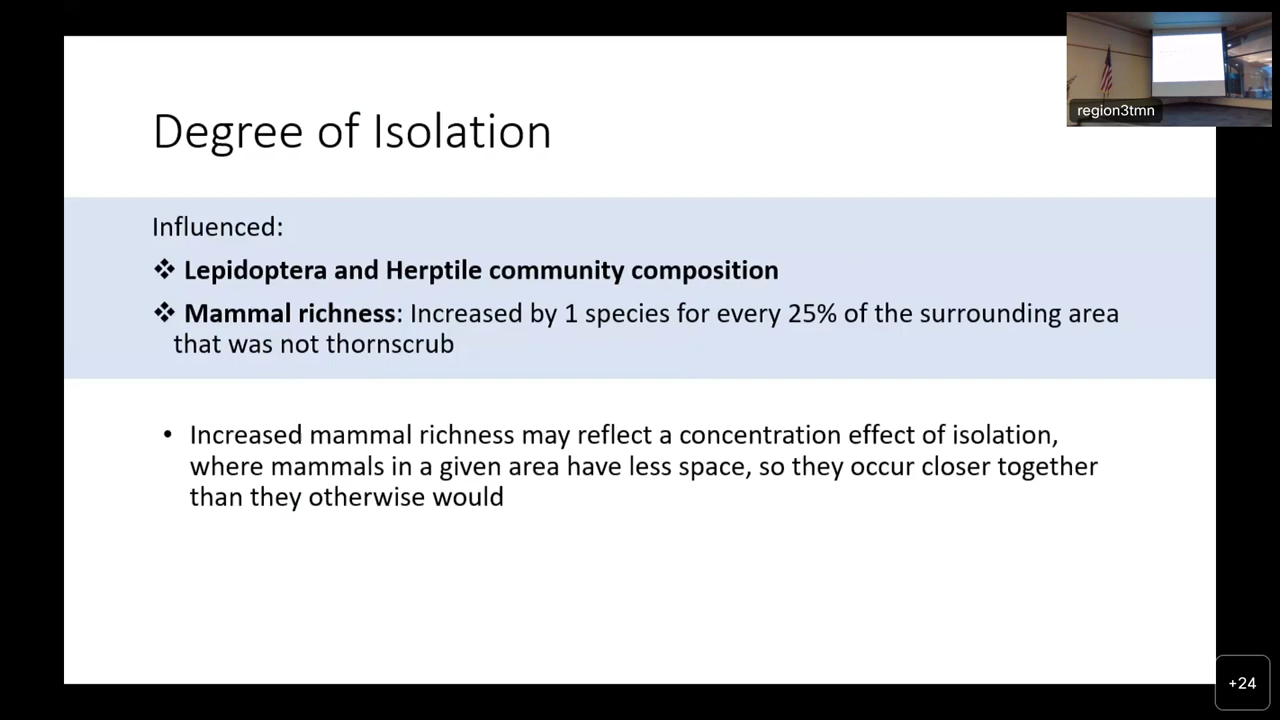 region3tmn
Degree of Isolation
Influenced:
❖ Lepidoptera and Herptile community composition
❖ Mammal richness: Increased by 1 species for every 25% of the surrounding area
that was not thornscrub
• Increased mammal richness may reflect a concentration effect of isolation,
where mammals in a given area have less space, so they occur closer together
than they otherwise would
+24